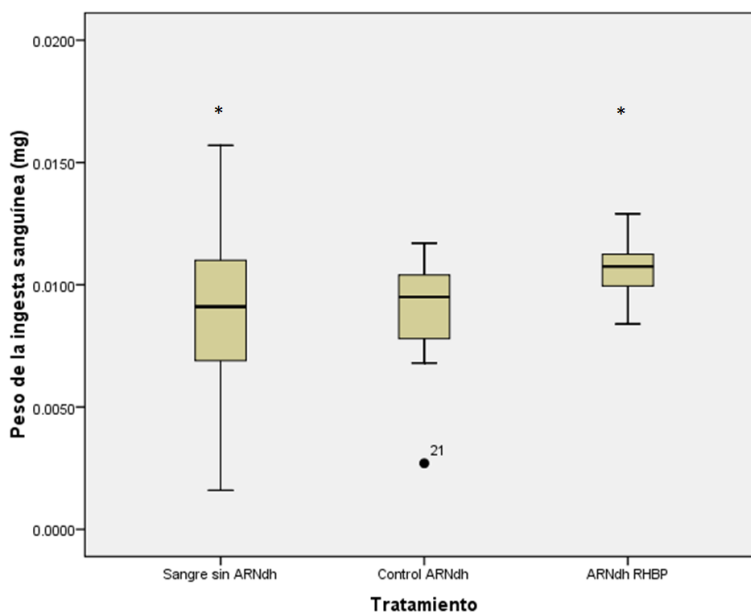 Peso de la ingesta sanguínea (mg)
0.0200
0.0150
0.0100
0.0050
0.0000
*
*
21
Sangre sin ARNdh
Control ARNdh
ARNdh RHBP
Tratamiento